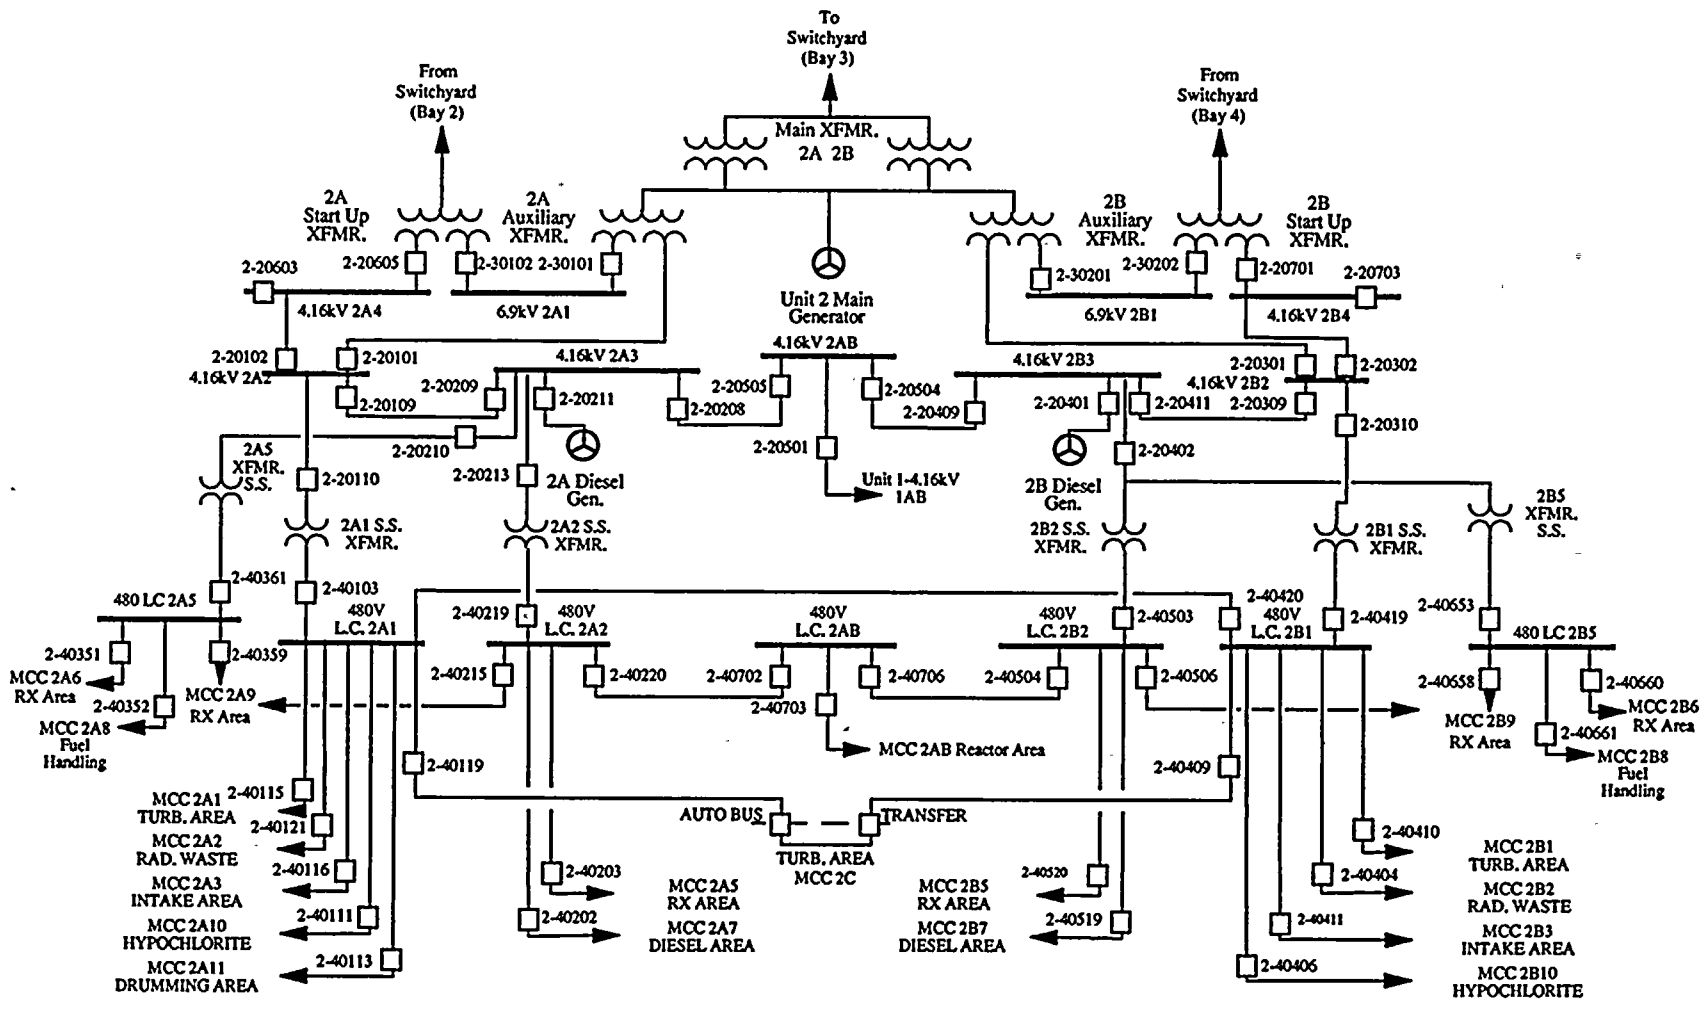 To
Switchyard
(Bay 3)
From
Switchyard
(Bay 2)
From
Switchyard
(Bay 4)
Main XFMR.
2A 2B
2A
Start Up
XFMR.
2A
Auxiliary
XFMR.
2B
Auxiliary
XFMR.
2B
Start Up
XFMR.
2-20603
2-20605
2-30102
2-30101
2-30201
2-30202
2-20701
2-20703
4.16kV 2A4
6.9kV 2A1
Unit 2 Main
Generator
6.9kV 2B1
4.16kV 2B4
2-20102
2-20101
4.16kV 2A3
4.16kV 2AB
4.16kV 2B3
2-20301
2-20302
4.16kV 2A2
4.16kV 2B2
2-20109
2-20209
2-20211
2-20208
2-20505
2-20504
2-20409
2-20401
2-20411
2-20309
2-20310
2-20210
2-20501
2-20402
2A5
XFMR.
S.S.
2-20110
2-20213
2A Diesel
Gen.
Unit 1-4.16kV
1AB
2B Diesel
Gen.
2B5
XFMR.
S.S.
2A1 S.S.
XFMR.
2A2 S.S.
XFMR.
2B2 S.S.
XFMR.
2B1 S.S.
XFMR.
2-40361
2-40103
2-40219
2-40503
2-40420
2-40419
2-40653
480 LC 2A5
480V
L.C. 2A1
480V
L.C. 2A2
480V
L.C. 2AB
480V
L.C. 2B2
480V
L.C. 2B1
480 LC 2B5
2-40351
2-40359
2-40215
2-40220
2-40702
2-40706
2-40504
2-40506
2-40658
2-40660
MCC 2A6
RX Area
2-40352
MCC 2A9
RX Area
2-40703
MCC 2B9
RX Area
MCC 2B6
RX Area
2-40661
MCC 2A8
Fuel
Handling
MCC 2AB Reactor Area
MCC 2B8
Fuel
Handling
2-40119
2-40409
2-40115
MCC 2A1
TURB. AREA
AUTO BUS
TRANSFER
2-40121
MCC 2A2
RAD. WASTE
TURB. AREA
MCC 2C
2-40410
MCC 2B1
TURB. AREA
2-40116
MCC 2A3
INTAKE AREA
2-40203
MCC 2A5
RX AREA
2-40520
MCC 2B5
RX AREA
2-40404
MCC 2B2
RAD. WASTE
2-40111
MCC 2A10
HYPOCHLORITE
2-40202
MCC 2A7
DIESEL AREA
2-40519
MCC 2B7
DIESEL AREA
2-40411
MCC 2B3
INTAKE AREA
2-40113
MCC 2A11
DRUMMING AREA
2-40406
MCC 2B10
HYPOCHLORITE